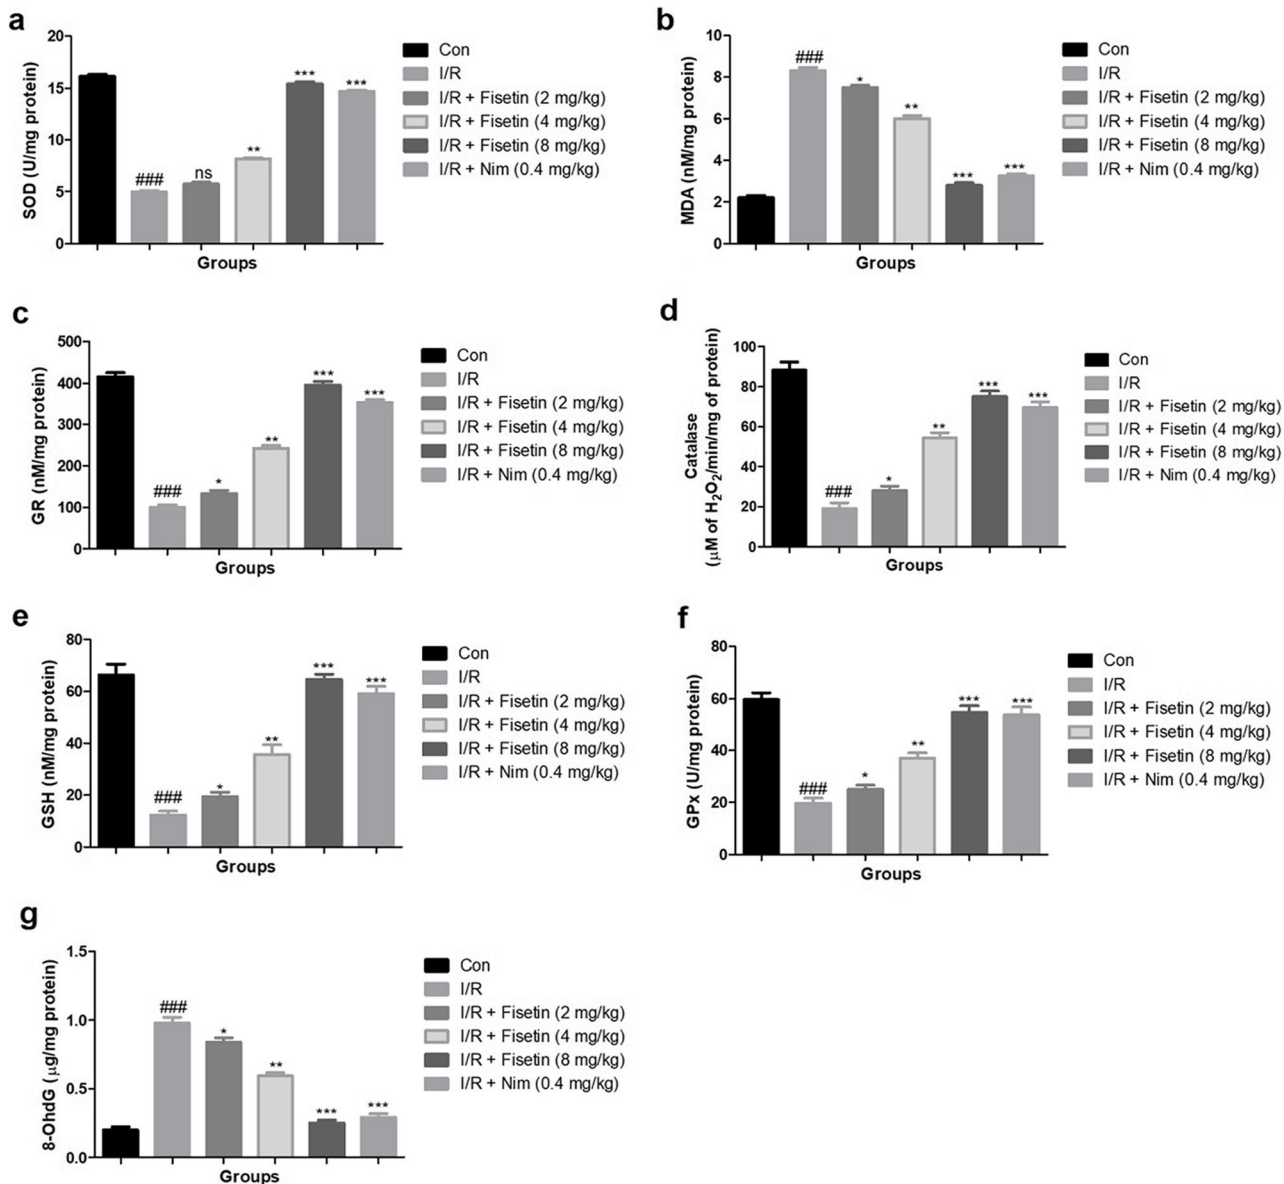 a
SOD (U/mg protein)
20
15
10
5
0
###
ns
**
***
***
Groups
Con
I/R
I/R + Fisetin (2 mg/kg)
I/R + Fisetin (4 mg/kg)
I/R + Fisetin (8 mg/kg)
I/R + Nim (0.4 mg/kg)
b
MDA (nM/mg protein)
10
8
6
4
2
0
###
*
**
***
***
Groups
Con
I/R
I/R + Fisetin (2 mg/kg)
I/R + Fisetin (4 mg/kg)
I/R + Fisetin (8 mg/kg)
I/R + Nim (0.4 mg/kg)
c
GR (nM/mg protein)
500
400
300
200
100
0
###
*
**
***
***
Groups
Con
I/R
I/R + Fisetin (2 mg/kg)
I/R + Fisetin (4 mg/kg)
I/R + Fisetin (8 mg/kg)
I/R + Nim (0.4 mg/kg)
d
Catalase
(μM of H₂O₂/min/mg of protein)
100
80
60
40
20
0
###
*
**
***
***
Groups
Con
I/R
I/R + Fisetin (2 mg/kg)
I/R + Fisetin (4 mg/kg)
I/R + Fisetin (8 mg/kg)
I/R + Nim (0.4 mg/kg)
e
GSH (nM/mg protein)
80
60
40
20
0
###
*
**
***
***
Groups
Con
I/R
I/R + Fisetin (2 mg/kg)
I/R + Fisetin (4 mg/kg)
I/R + Fisetin (8 mg/kg)
I/R + Nim (0.4 mg/kg)
f
GPx (U/mg protein)
80
60
40
20
0
###
*
**
***
***
Groups
Con
I/R
I/R + Fisetin (2 mg/kg)
I/R + Fisetin (4 mg/kg)
I/R + Fisetin (8 mg/kg)
I/R + Nim (0.4 mg/kg)
g
8-OhdG (μg/mg protein)
1.5
1.0
0.5
0.0
###
*
**
***
***
Groups
Con
I/R
I/R + Fisetin (2 mg/kg)
I/R + Fisetin (4 mg/kg)
I/R + Fisetin (8 mg/kg)
I/R + Nim (0.4 mg/kg)